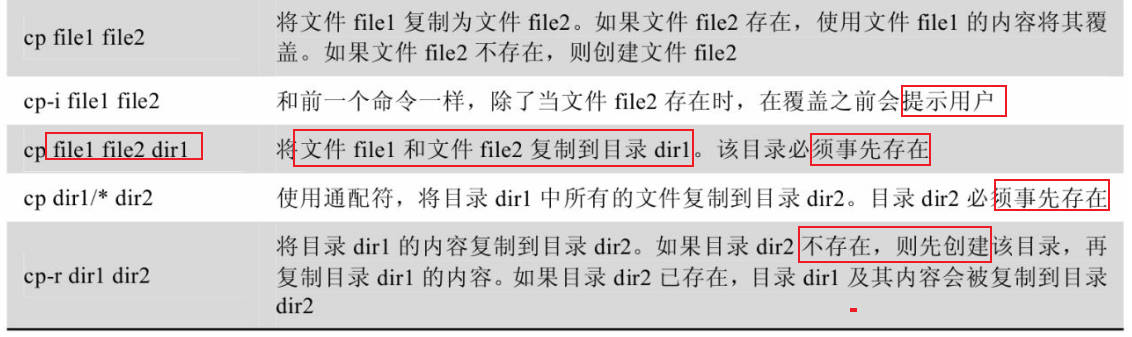 cp file1 file2
将文件 file1 复制为文件 file2。如果文件 file2 存在，使用文件 file1 的内容将其覆
盖。如果文件 file2 不存在，则创建文件 file2
cp-i file1 file2
和前一个命令一样，除了当文件 file2 存在时，在覆盖之前会提示用户
cp file1 file2 dir1
将文件 file1 和文件 file2 复制到目录 dir1。该目录必须事先存在
cp dir1/* dir2
使用通配符，将目录 dir1 中所有的文件复制到目录 dir2。目录 dir2 必须事先存在
cp-r dir1 dir2
将目录 dir1 的内容复制到目录 dir2。如果目录 dir2 不存在，则先创建该目录，再
复制目录 dir1 的内容。如果目录 dir2 已存在，目录 dir1 及其内容会被复制到目录
dir2